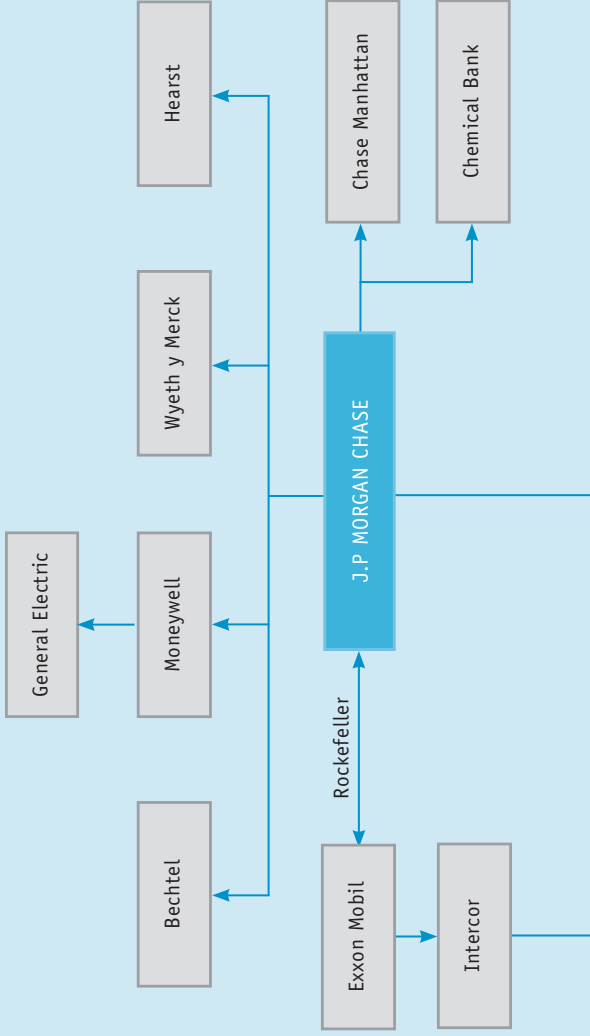 General Electric
Bechtel
Moneywell
Wyeth y Merck
Hearst
Exxon Mobil
Rockefeller
J.P MORGAN CHASE
Chase Manhattan
Intercor
Chemical Bank